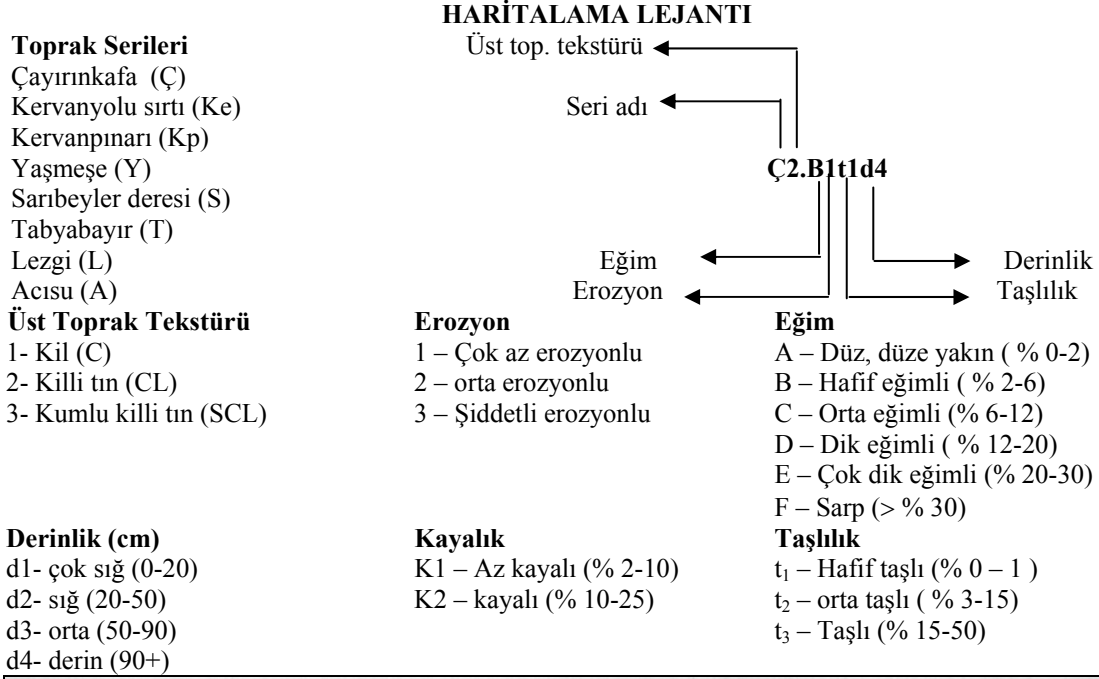 HARİTALAMA LEJANTI
Toprak Serileri
Üst top. tekstürü
Çayırınkafa (Ç)
Kervanyolu sırtı (Ke)
Seri adı
Kervanpınarı (Kp)
Yaşmeşe (Y)
Ç2.B1t1d4
Sarıbeyler deresi (S)
Tabyabayır (T)
Lezgi (L)
Eğim
Derinlik
Acısu (A)
Erozyon
Taşlılık
Üst Toprak Tekstürü
1- Kil (C)
2- Killi tın (CL)
3- Kumlu killi tın (SCL)
Erozyon
1 – Çok az erozyonlu
2 – orta erozyonlu
3 – Şiddetli erozyonlu
Eğim
A – Düz, düze yakın ( % 0-2)
B – Hafif eğimli ( % 2-6)
C – Orta eğimli (% 6-12)
D – Dik eğimli ( % 12-20)
E – Çok dik eğimli (% 20-30)
F – Sarp (> % 30)
Derinlik (cm)
d1- çok sığ (0-20)
d2- sığ (20-50)
d3- orta (50-90)
d4- derin (90+)
Kayalık
K1 – Az kayalı (% 2-10)
K2 – kayalı (% 10-25)
Taşlılık
t1 – Hafif taşlı (% 0 – 1 )
t2 – orta taşlı ( % 3-15)
t3 – Taşlı (% 15-50)